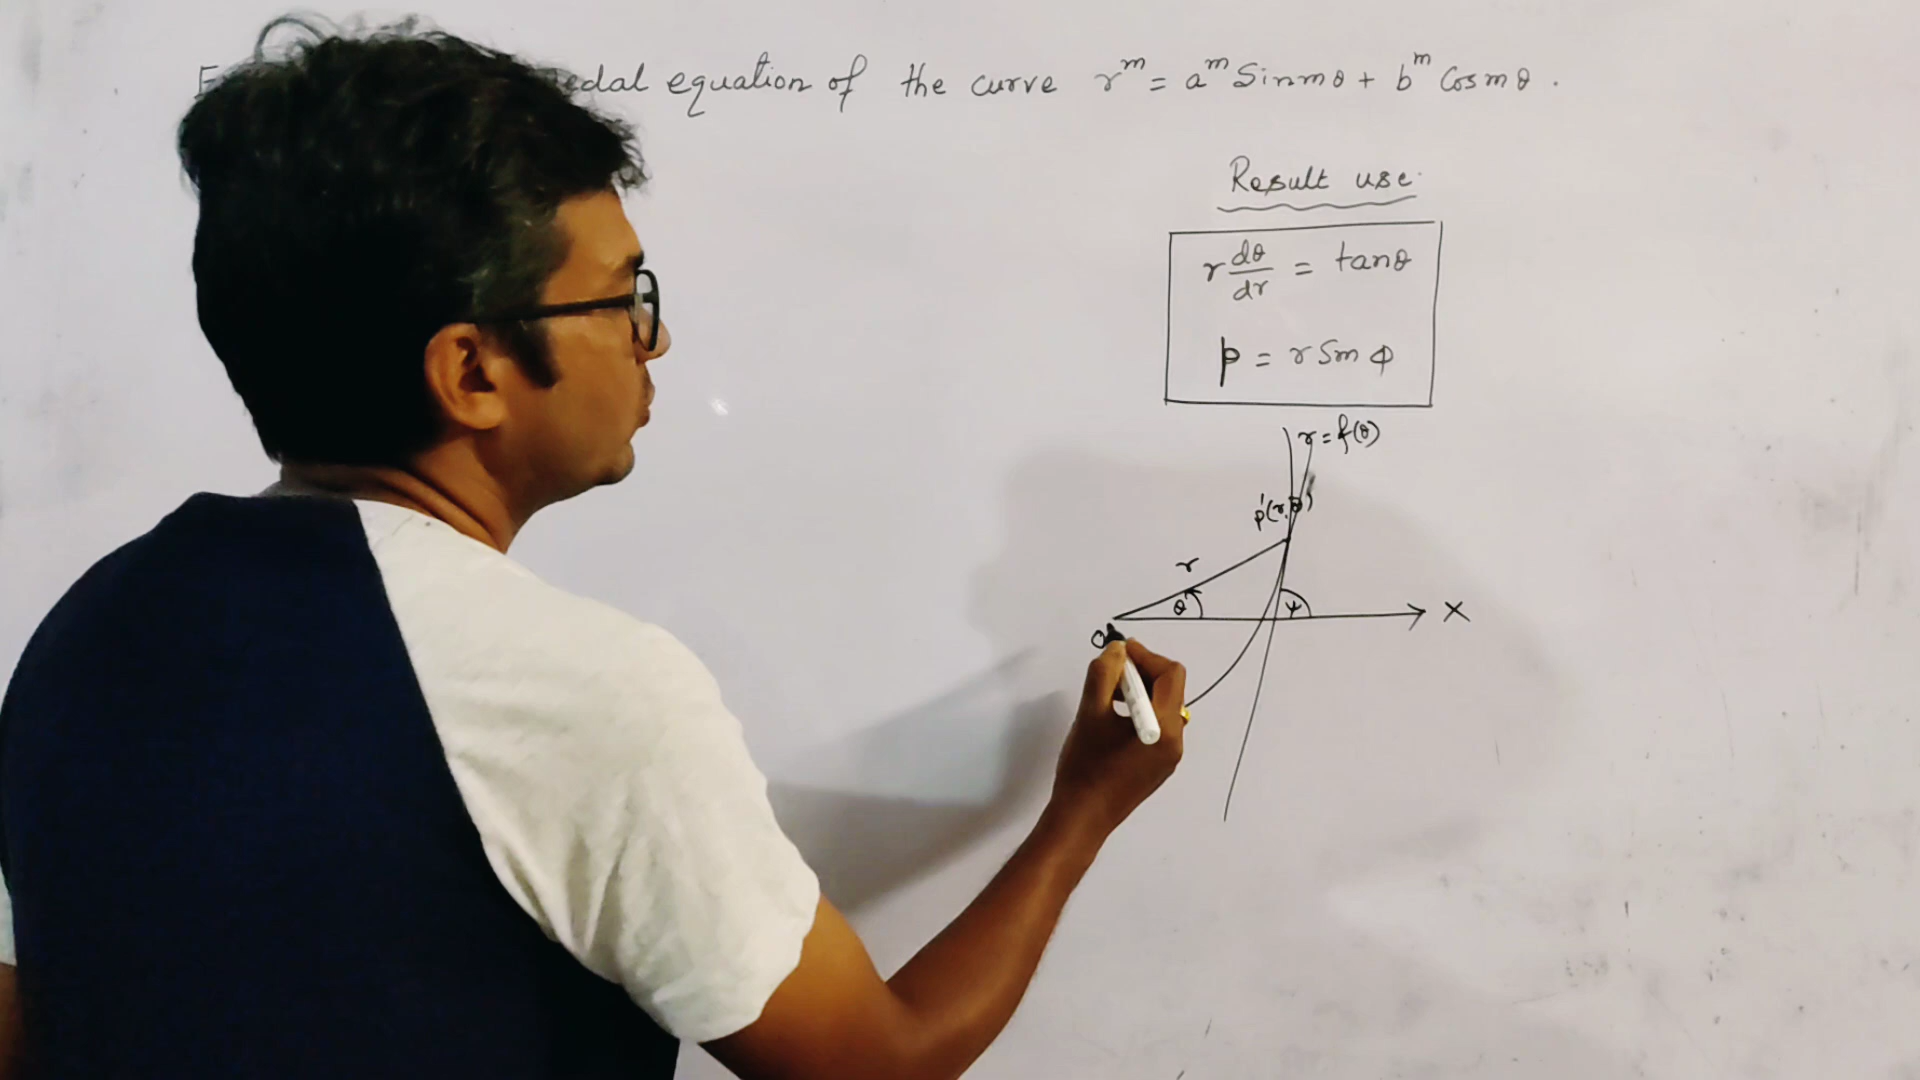 edal equation of the curve r^m = a^m Sin mθ + b^m Cos mθ .
Result use.
r dθ/dr = tanθ
p = r Sin φ
r = f(θ)
p'(r, θ)
r
θ
ψ
X
O